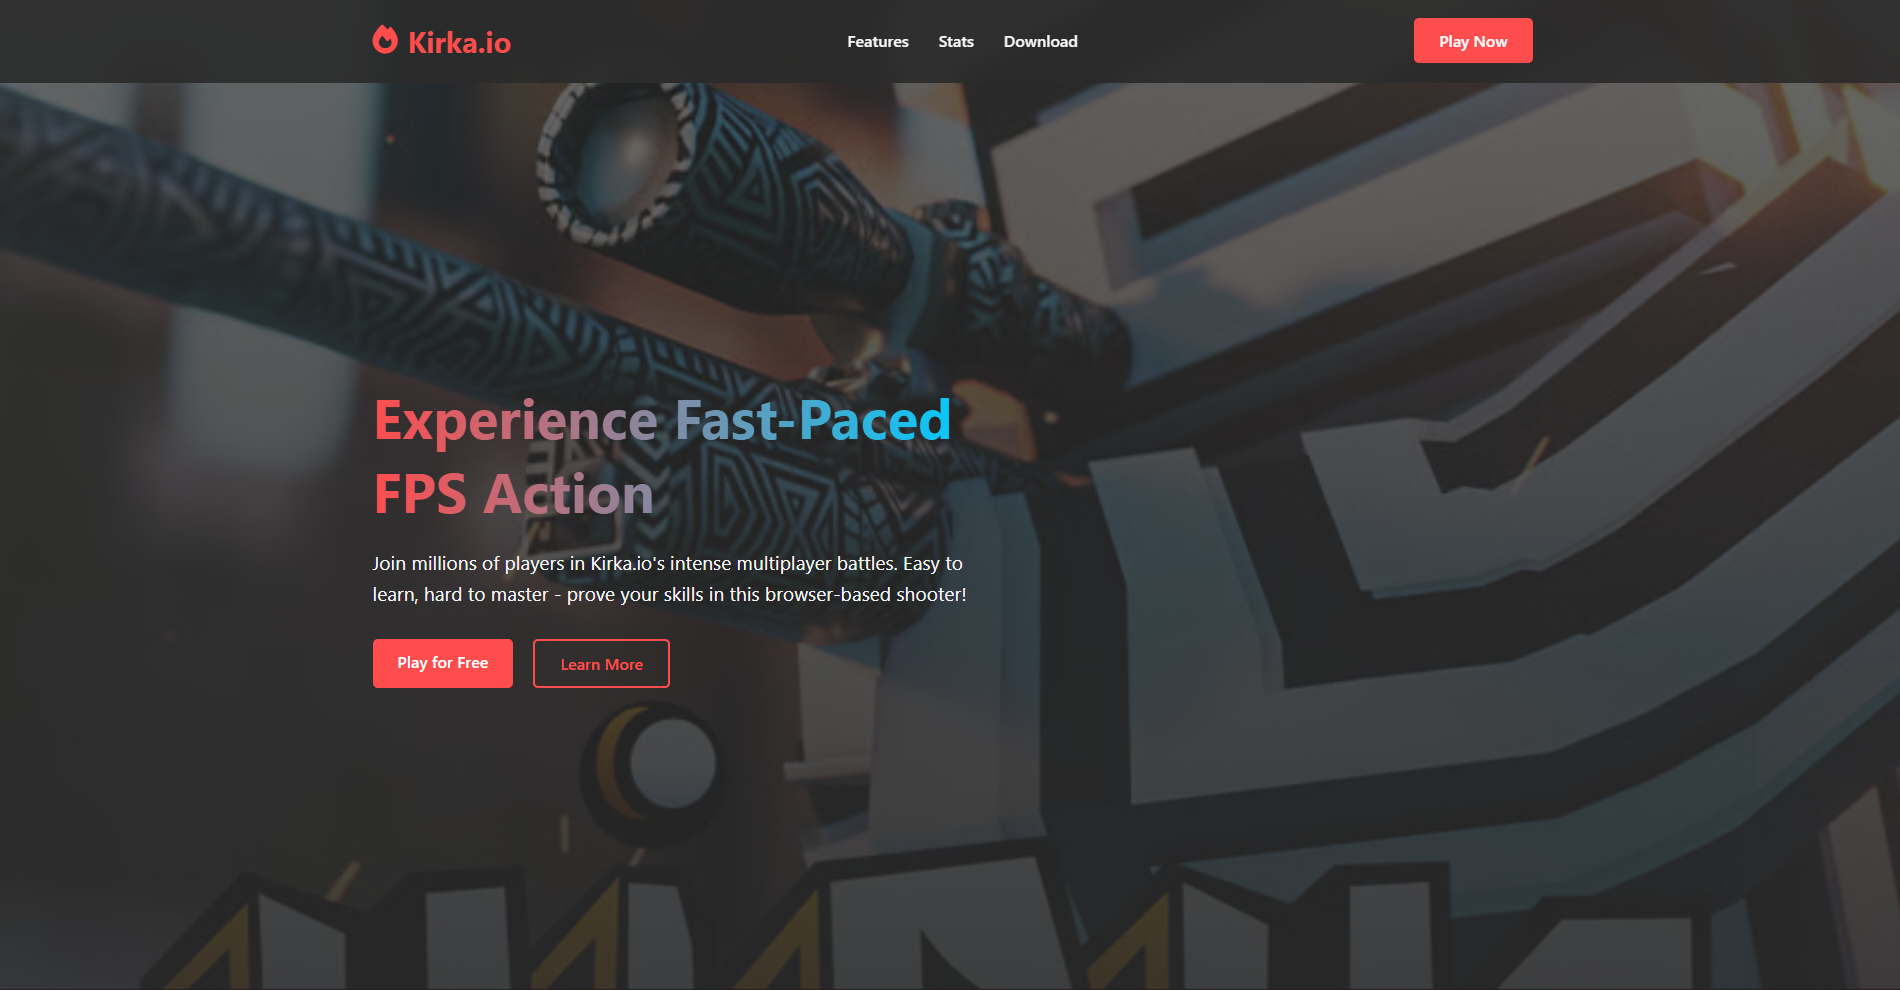 Kirka.io
Features
Stats
Download
Play Now
Experience Fast-Paced
FPS Action
Join millions of players in Kirka.io's intense multiplayer battles. Easy to
learn, hard to master - prove your skills in this browser-based shooter!
Play for Free
Learn More